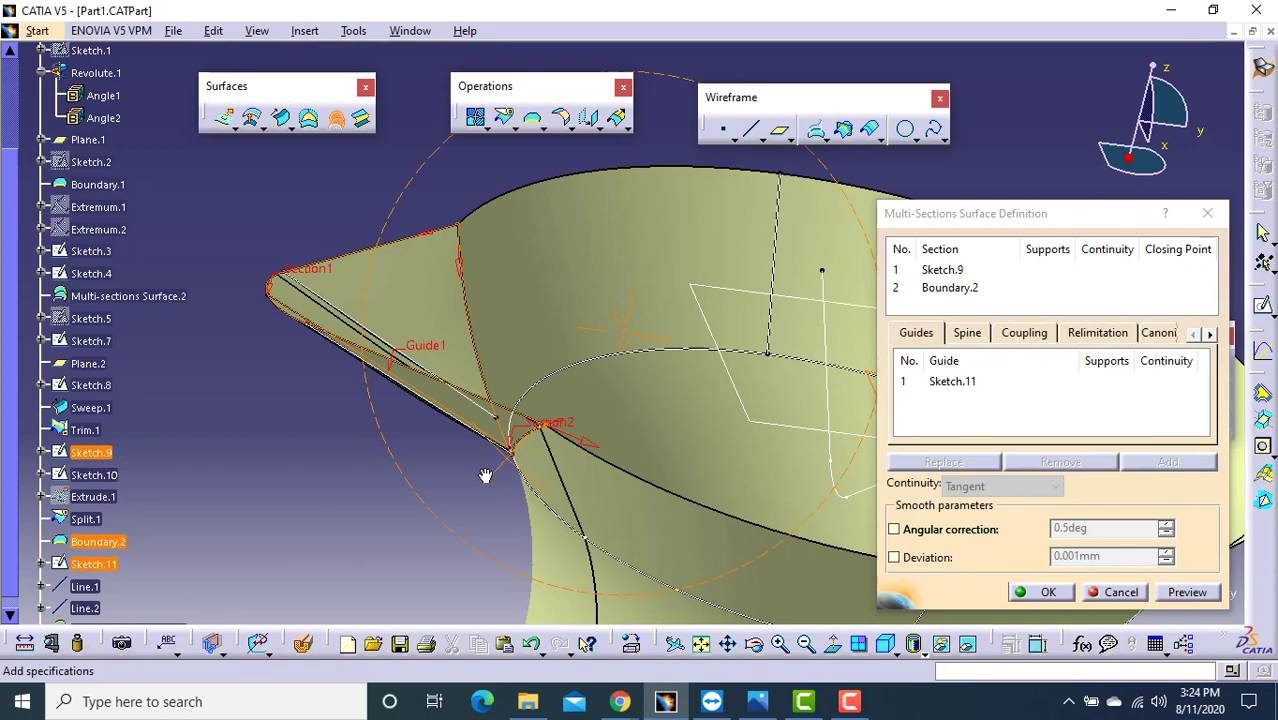 CATIA V5 - [Part1.CATPart]
Start ENOVIA V5 VPM File Edit View Insert Tools Window Help
Sketch.1
Revolute.1
Angle1
Angle2
Plane.1
Sketch.2
Boundary.1
Extremum.1
Extremum.2
Sketch.3
Sketch.4
Multi-sections Surface.2
Sketch.5
Sketch.7
Plane.2
Sketch.8
Sweep.1
Trim.1
Sketch.9
Sketch.10
Extrude.1
Split.1
Boundary.2
Sketch.11
Line.1
Line.2
Surfaces
Operations
Wireframe
z
y
x
Section1
Guide1
Section2
Multi-Sections Surface Definition
No. Section Supports Continuity Closing Point
1 Sketch.9
2 Boundary.2
Guides Spine Coupling Relimitation Canoni
No. Guide Supports Continuity
1 Sketch.11
Replace Remove Add
Continuity: Tangent
Smooth parameters
Angular correction: 0.5deg
Deviation: 0.001mm
OK Cancel Preview
ABC
f(x)
CATIA
Add specifications
Type here to search
3:24 PM
8/11/2020